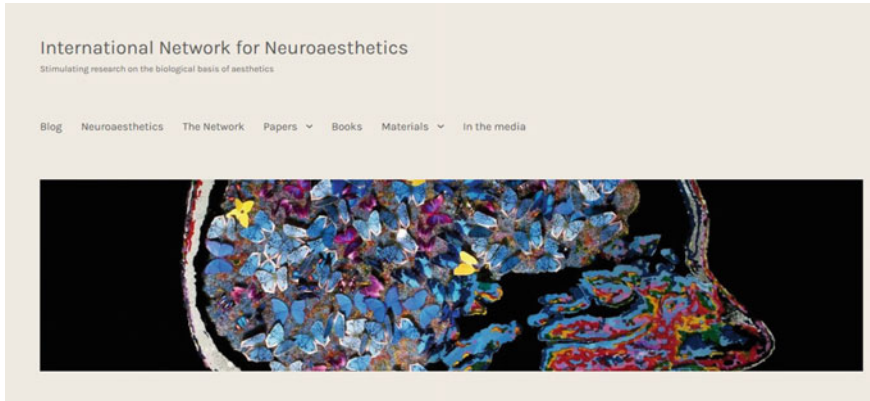 International Network for Neuroaesthetics
Stimulating research on the biological basis of aesthetics
Blog Neuroaesthetics The Network Papers Books Materials In the media